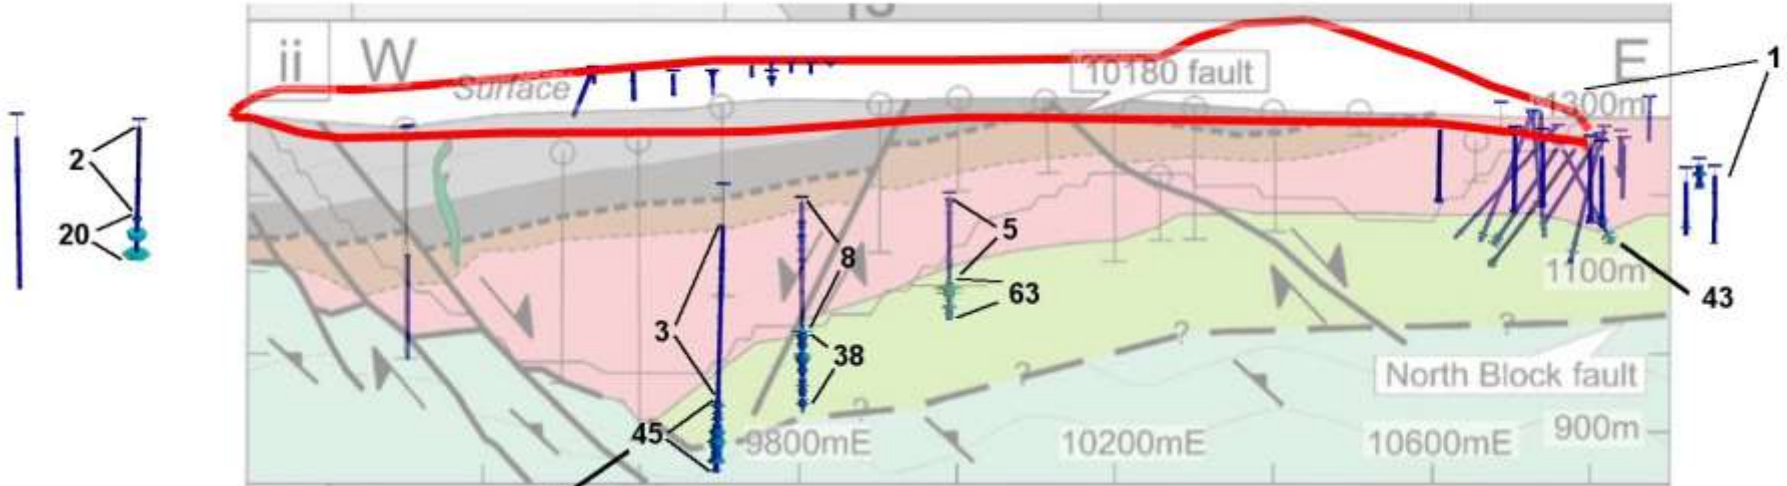 ii W
E
Surface
10180 fault
1300m
1
2
20
8
5
63
3
38
45
1100m
43
?
?
?
?
North Block fault
9800mE
10200mE
10600mE
900m